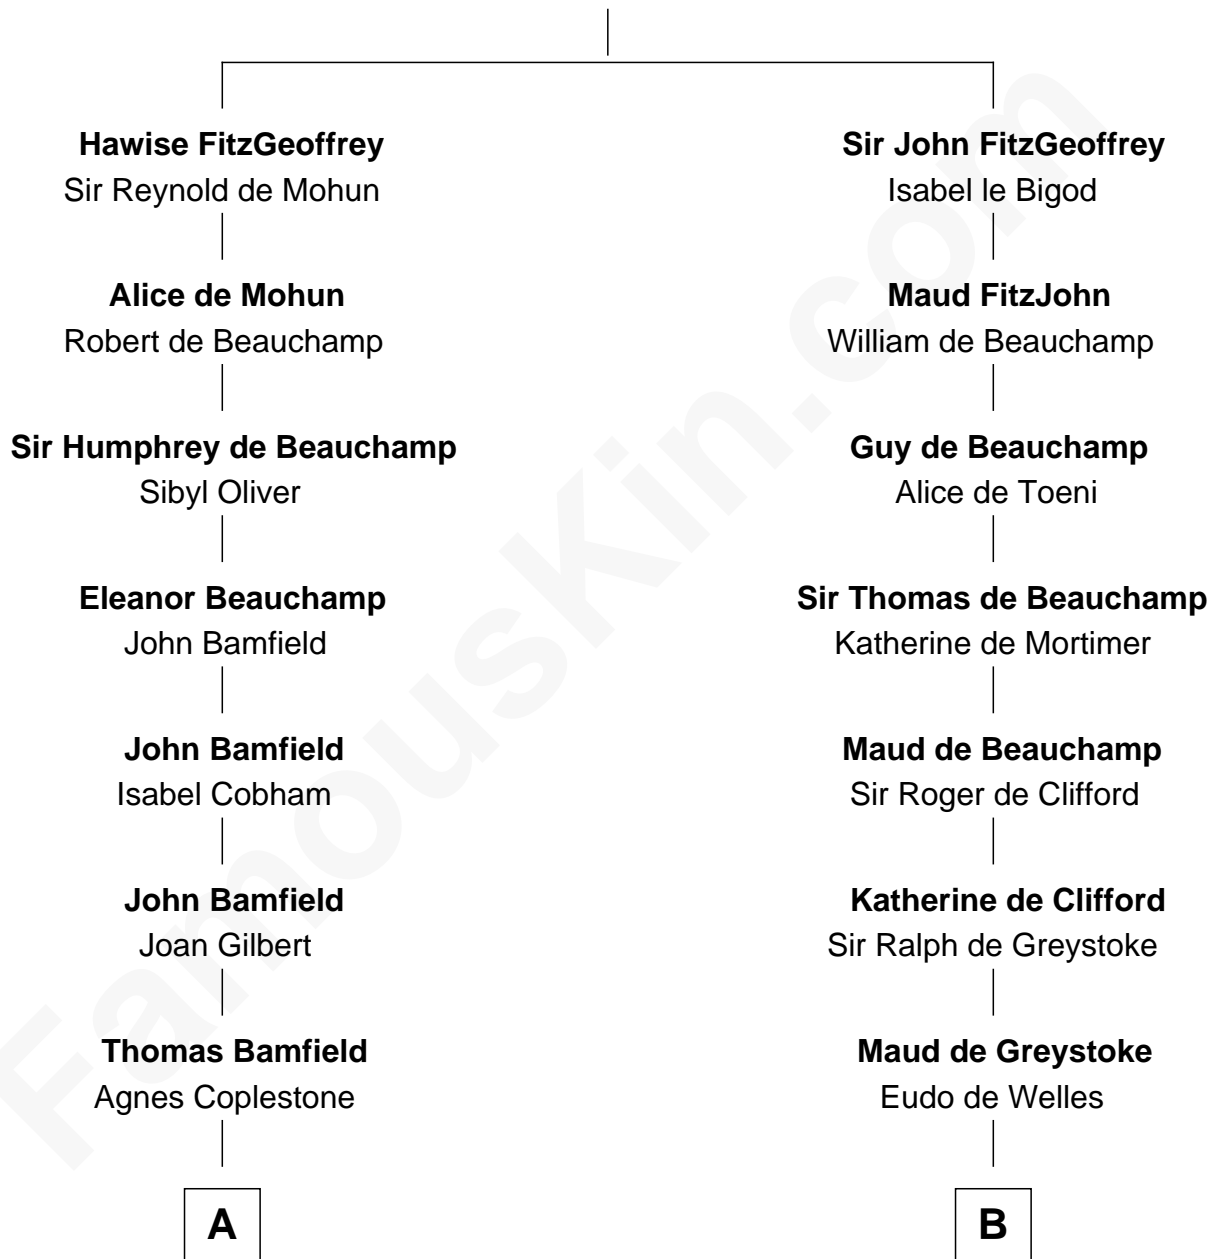 Hawise FitzGeoffrey
Sir Reynold de Mohun
Alice de Mohun
Robert de Beauchamp
Sir Humphrey de Beauchamp
Sibyl Oliver
Eleanor Beauchamp
John Bamfield
John Bamfield
Isabel Cobham
John Bamfield
Joan Gilbert
Thomas Bamfield
Agnes Coplestone
A
Sir John FitzGeoffrey
Isabel le Bigod
Maud FitzJohn
William de Beauchamp
Guy de Beauchamp
Alice de Toeni
Sir Thomas de Beauchamp
Katherine de Mortimer
Maud de Beauchamp
Sir Roger de Clifford
Katherine de Clifford
Sir Ralph de Greystoke
Maud de Greystoke
Eudo de Welles
B
FamousKin.com